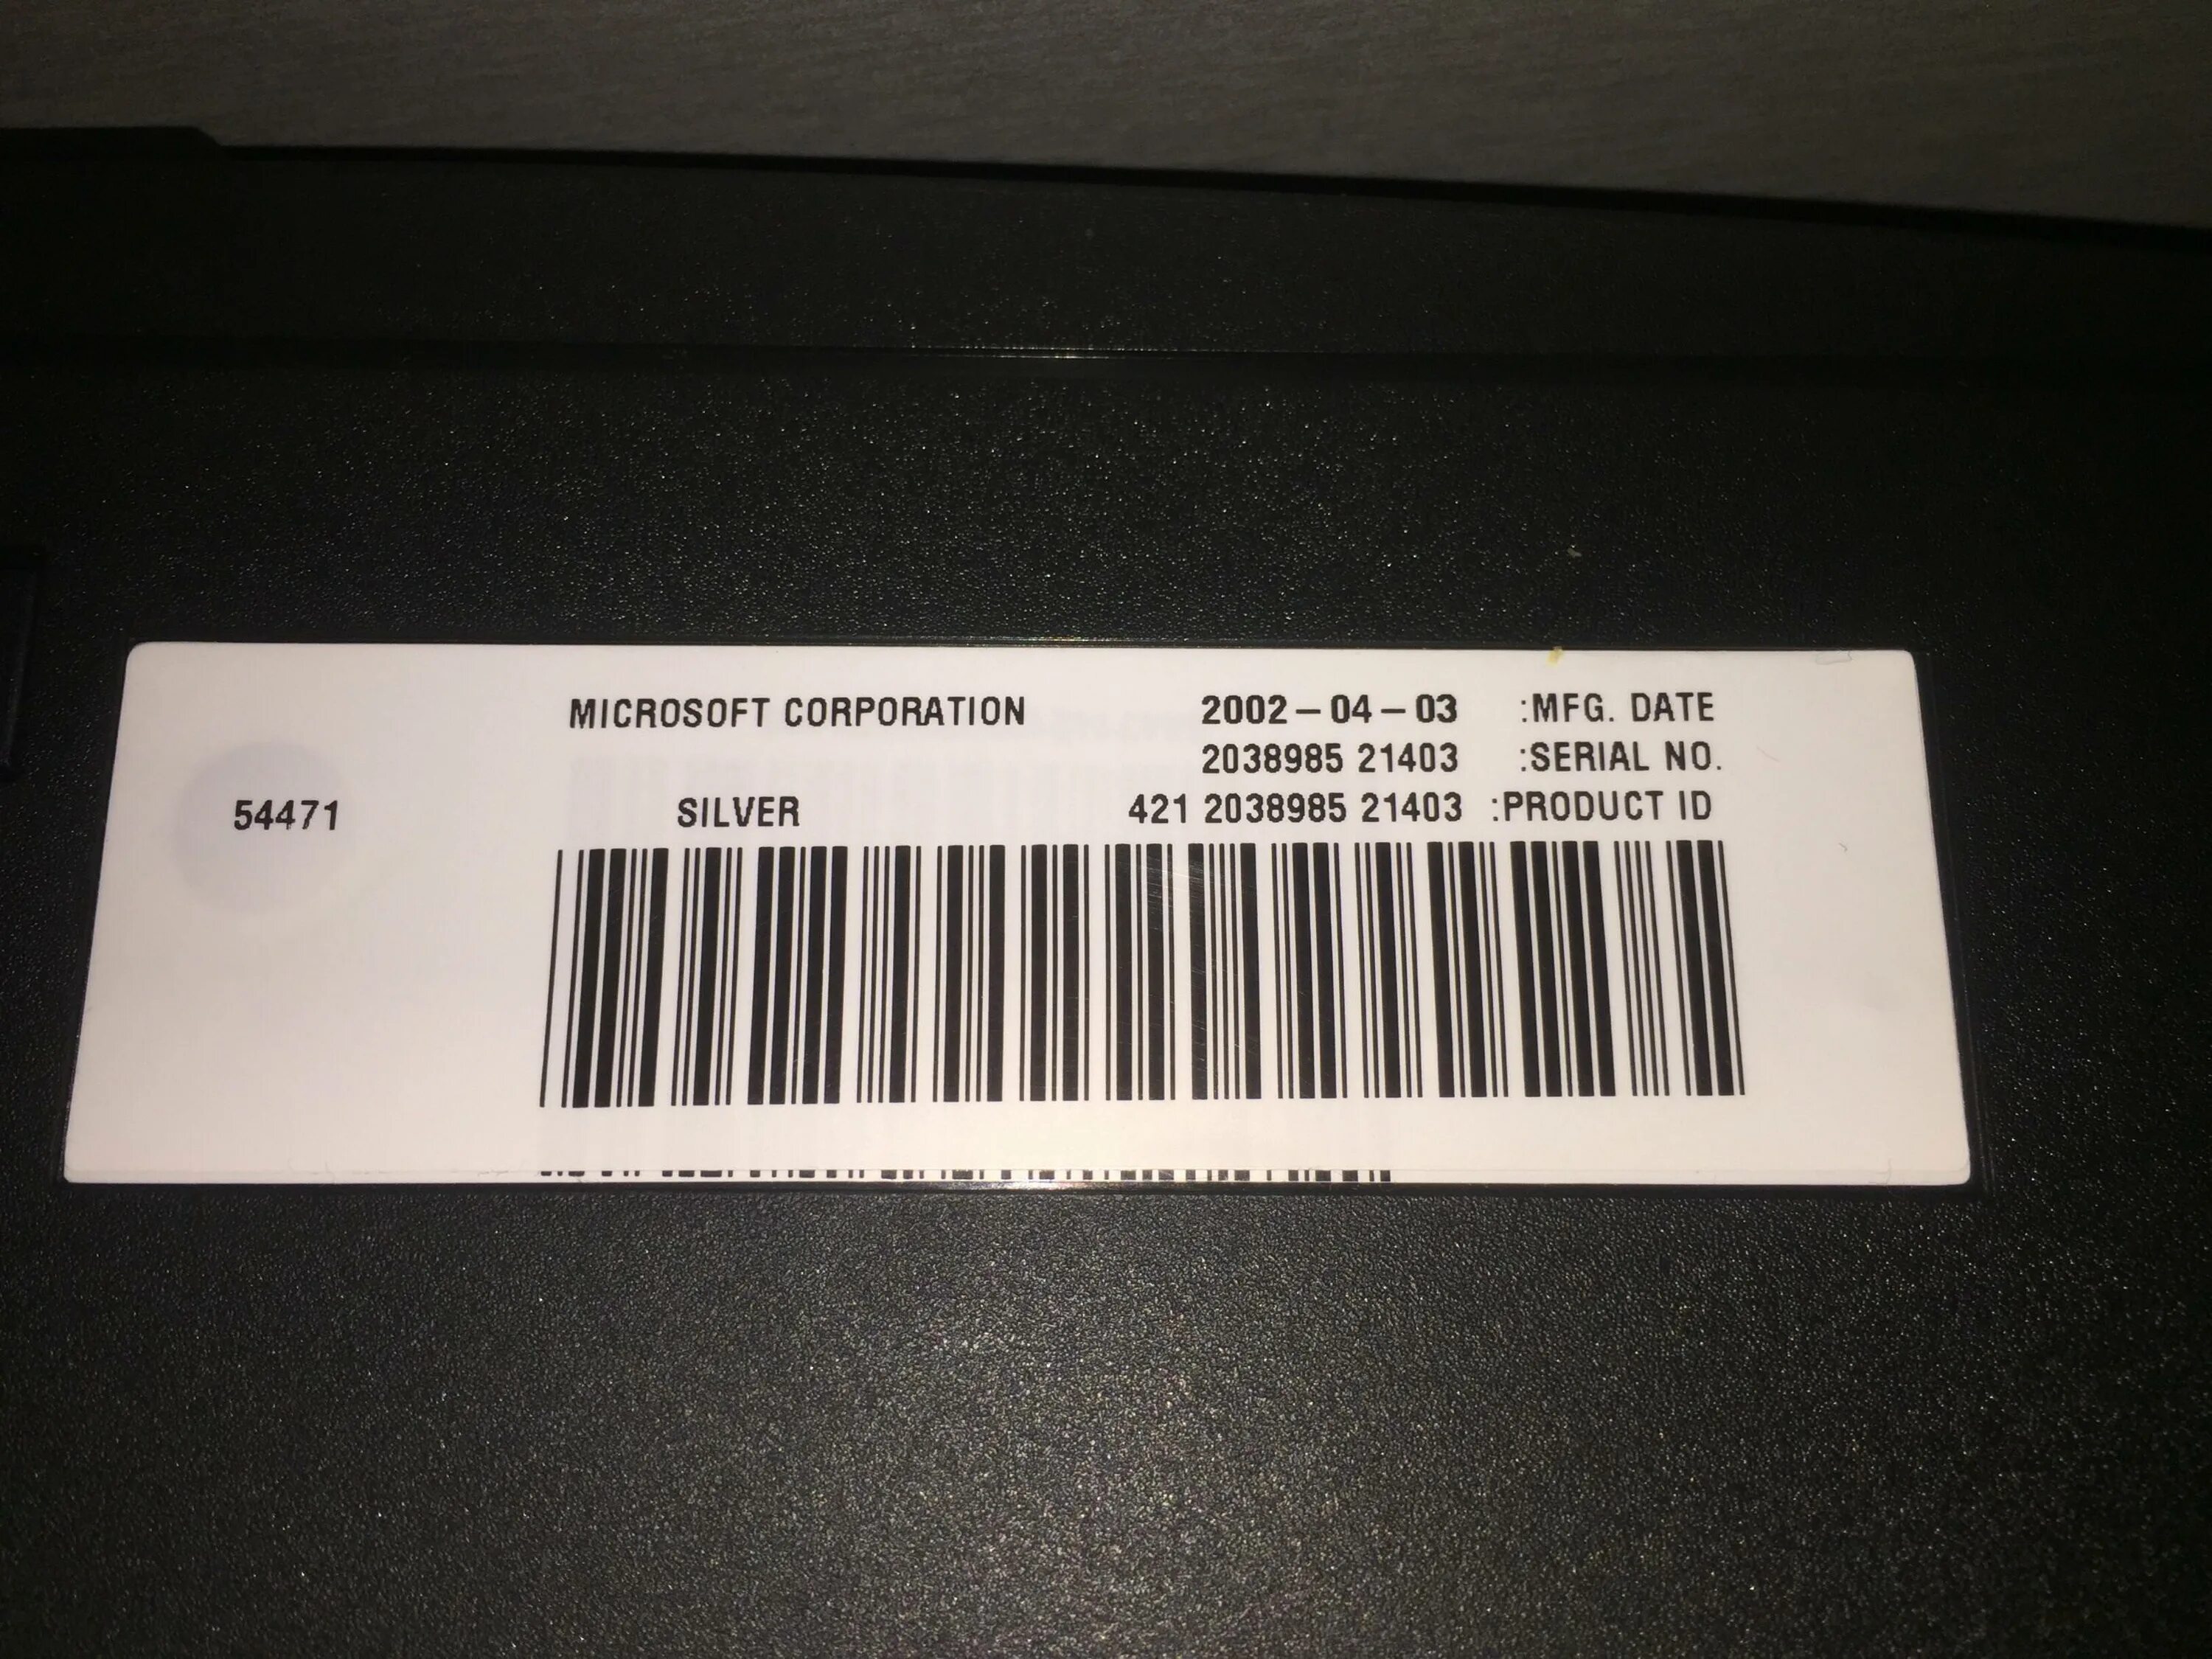 MICROSOFT CORPORATION 2002-04-03 :MFG. DATE
2038985 21403 :SERIAL NO.
54471 SILVER 421 2038985 21403 :PRODUCT ID